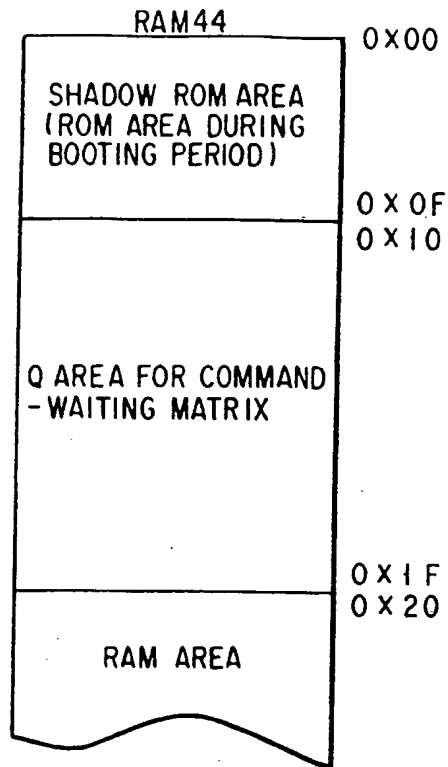 RAM44
0X00
SHADOW ROM AREA
(ROM AREA DURING
BOOTING PERIOD)
0X0F
0X10
Q AREA FOR COMMAND
-WAITING MATRIX
0X1F
0X20
RAM AREA